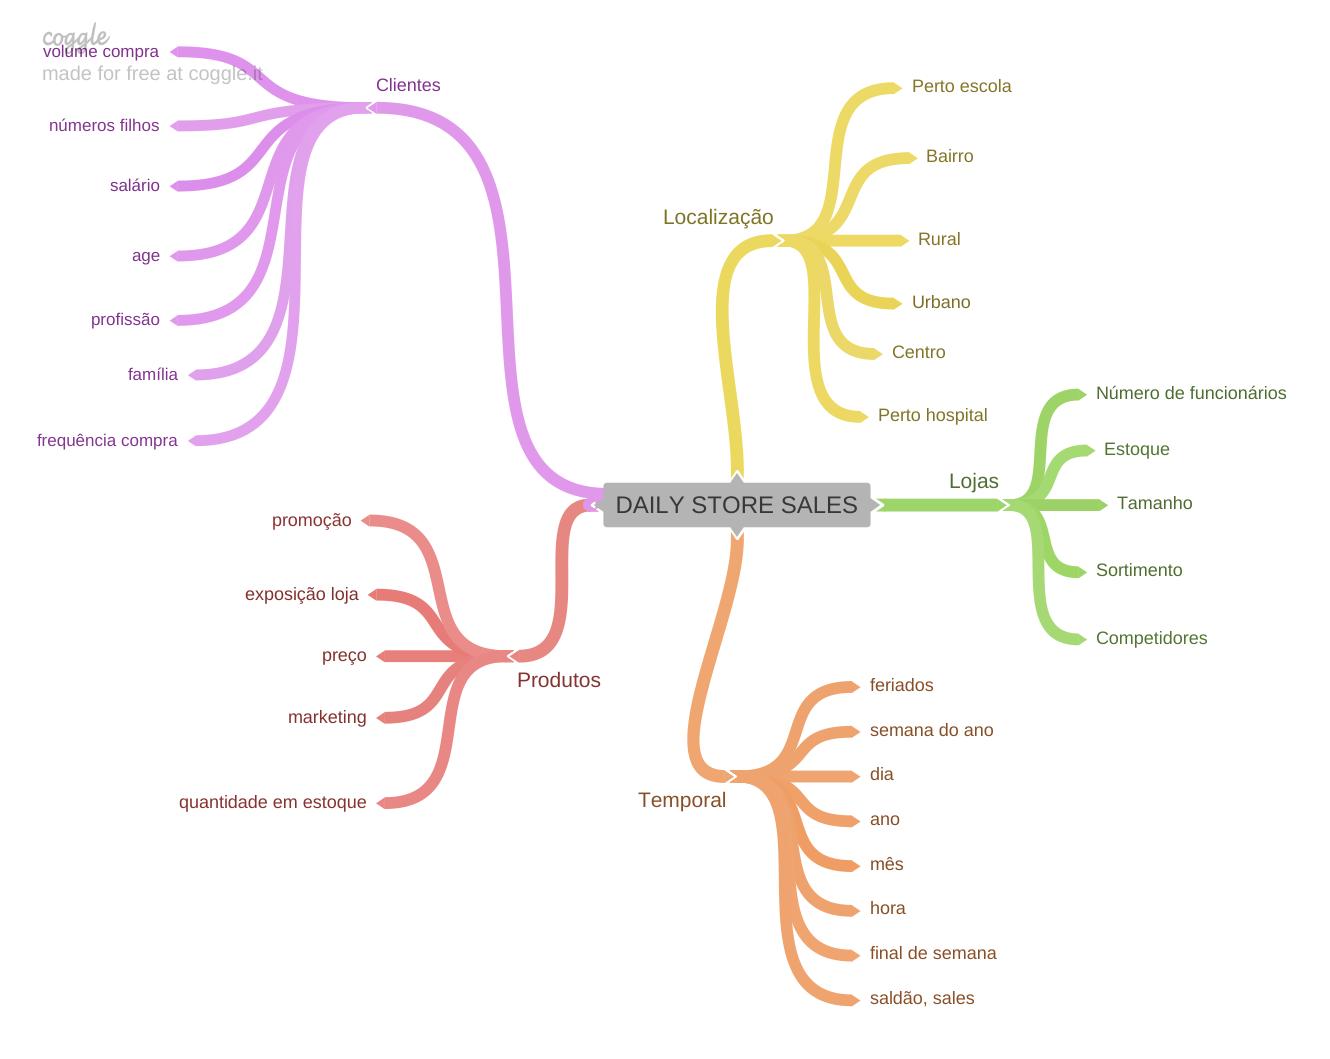 coggle
made for free at coggle.it
Clientes
volume compra
números filhos
salário
age
profissão
família
frequência compra
Localização
Perto escola
Bairro
Rural
Urbano
Centro
Perto hospital
DAILY STORE SALES
Lojas
Número de funcionários
Estoque
Tamanho
Sortimento
Competidores
Produtos
promoção
exposição loja
preço
marketing
quantidade em estoque
Temporal
feriados
semana do ano
dia
ano
mês
hora
final de semana
saldão, sales